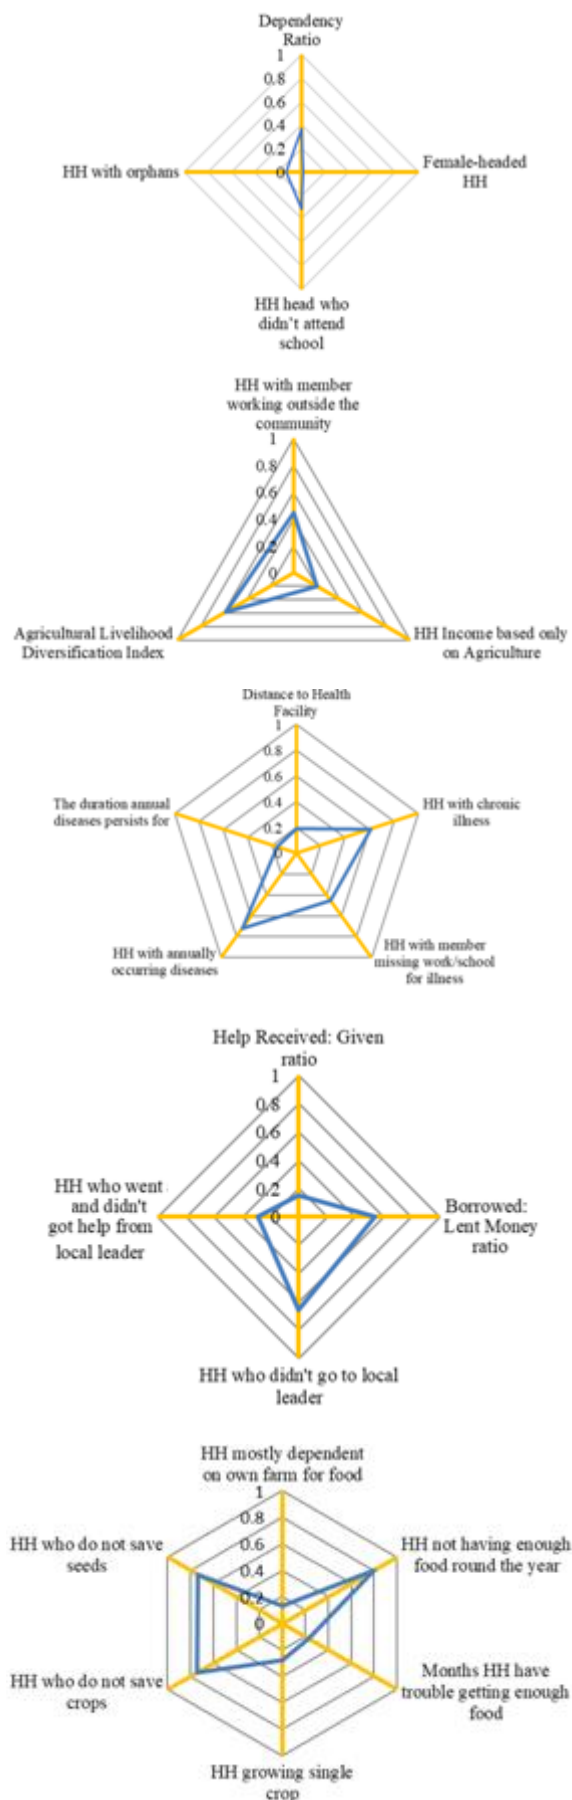 Dependency
Ratio
1
0.8
0.6
0.4
0.2
0
HH with orphans
Female-headed
HH
HH head who
didn't attend
school
HH with member
working outside the
community
1
0.8
0.6
0.4
0.2
0
Agricultural Livelihood
Diversification Index
HH Income based only
on Agriculture
Distance to Health
Facility
1
0.8
0.6
0.4
0.2
0
The duration annual
diseases persists for
HH with chronic
illness
HH with annually
occurring diseases
HH with member
missing work/school
for illness
Help Received: Given
ratio
1
0.8
0.6
0.4
0.2
0
HH who went
and didn't
got help from
local leader
Borrowed:
Lent Money
ratio
HH who didn't go to local
leader
HH mostly dependent
on own farm for food
1
0.8
0.6
0.4
0.2
0
HH who do not save
seeds
HH not having enough
food round the year
HH who do not save
crops
Months HH have
trouble getting enough
food
HH growing single
crop